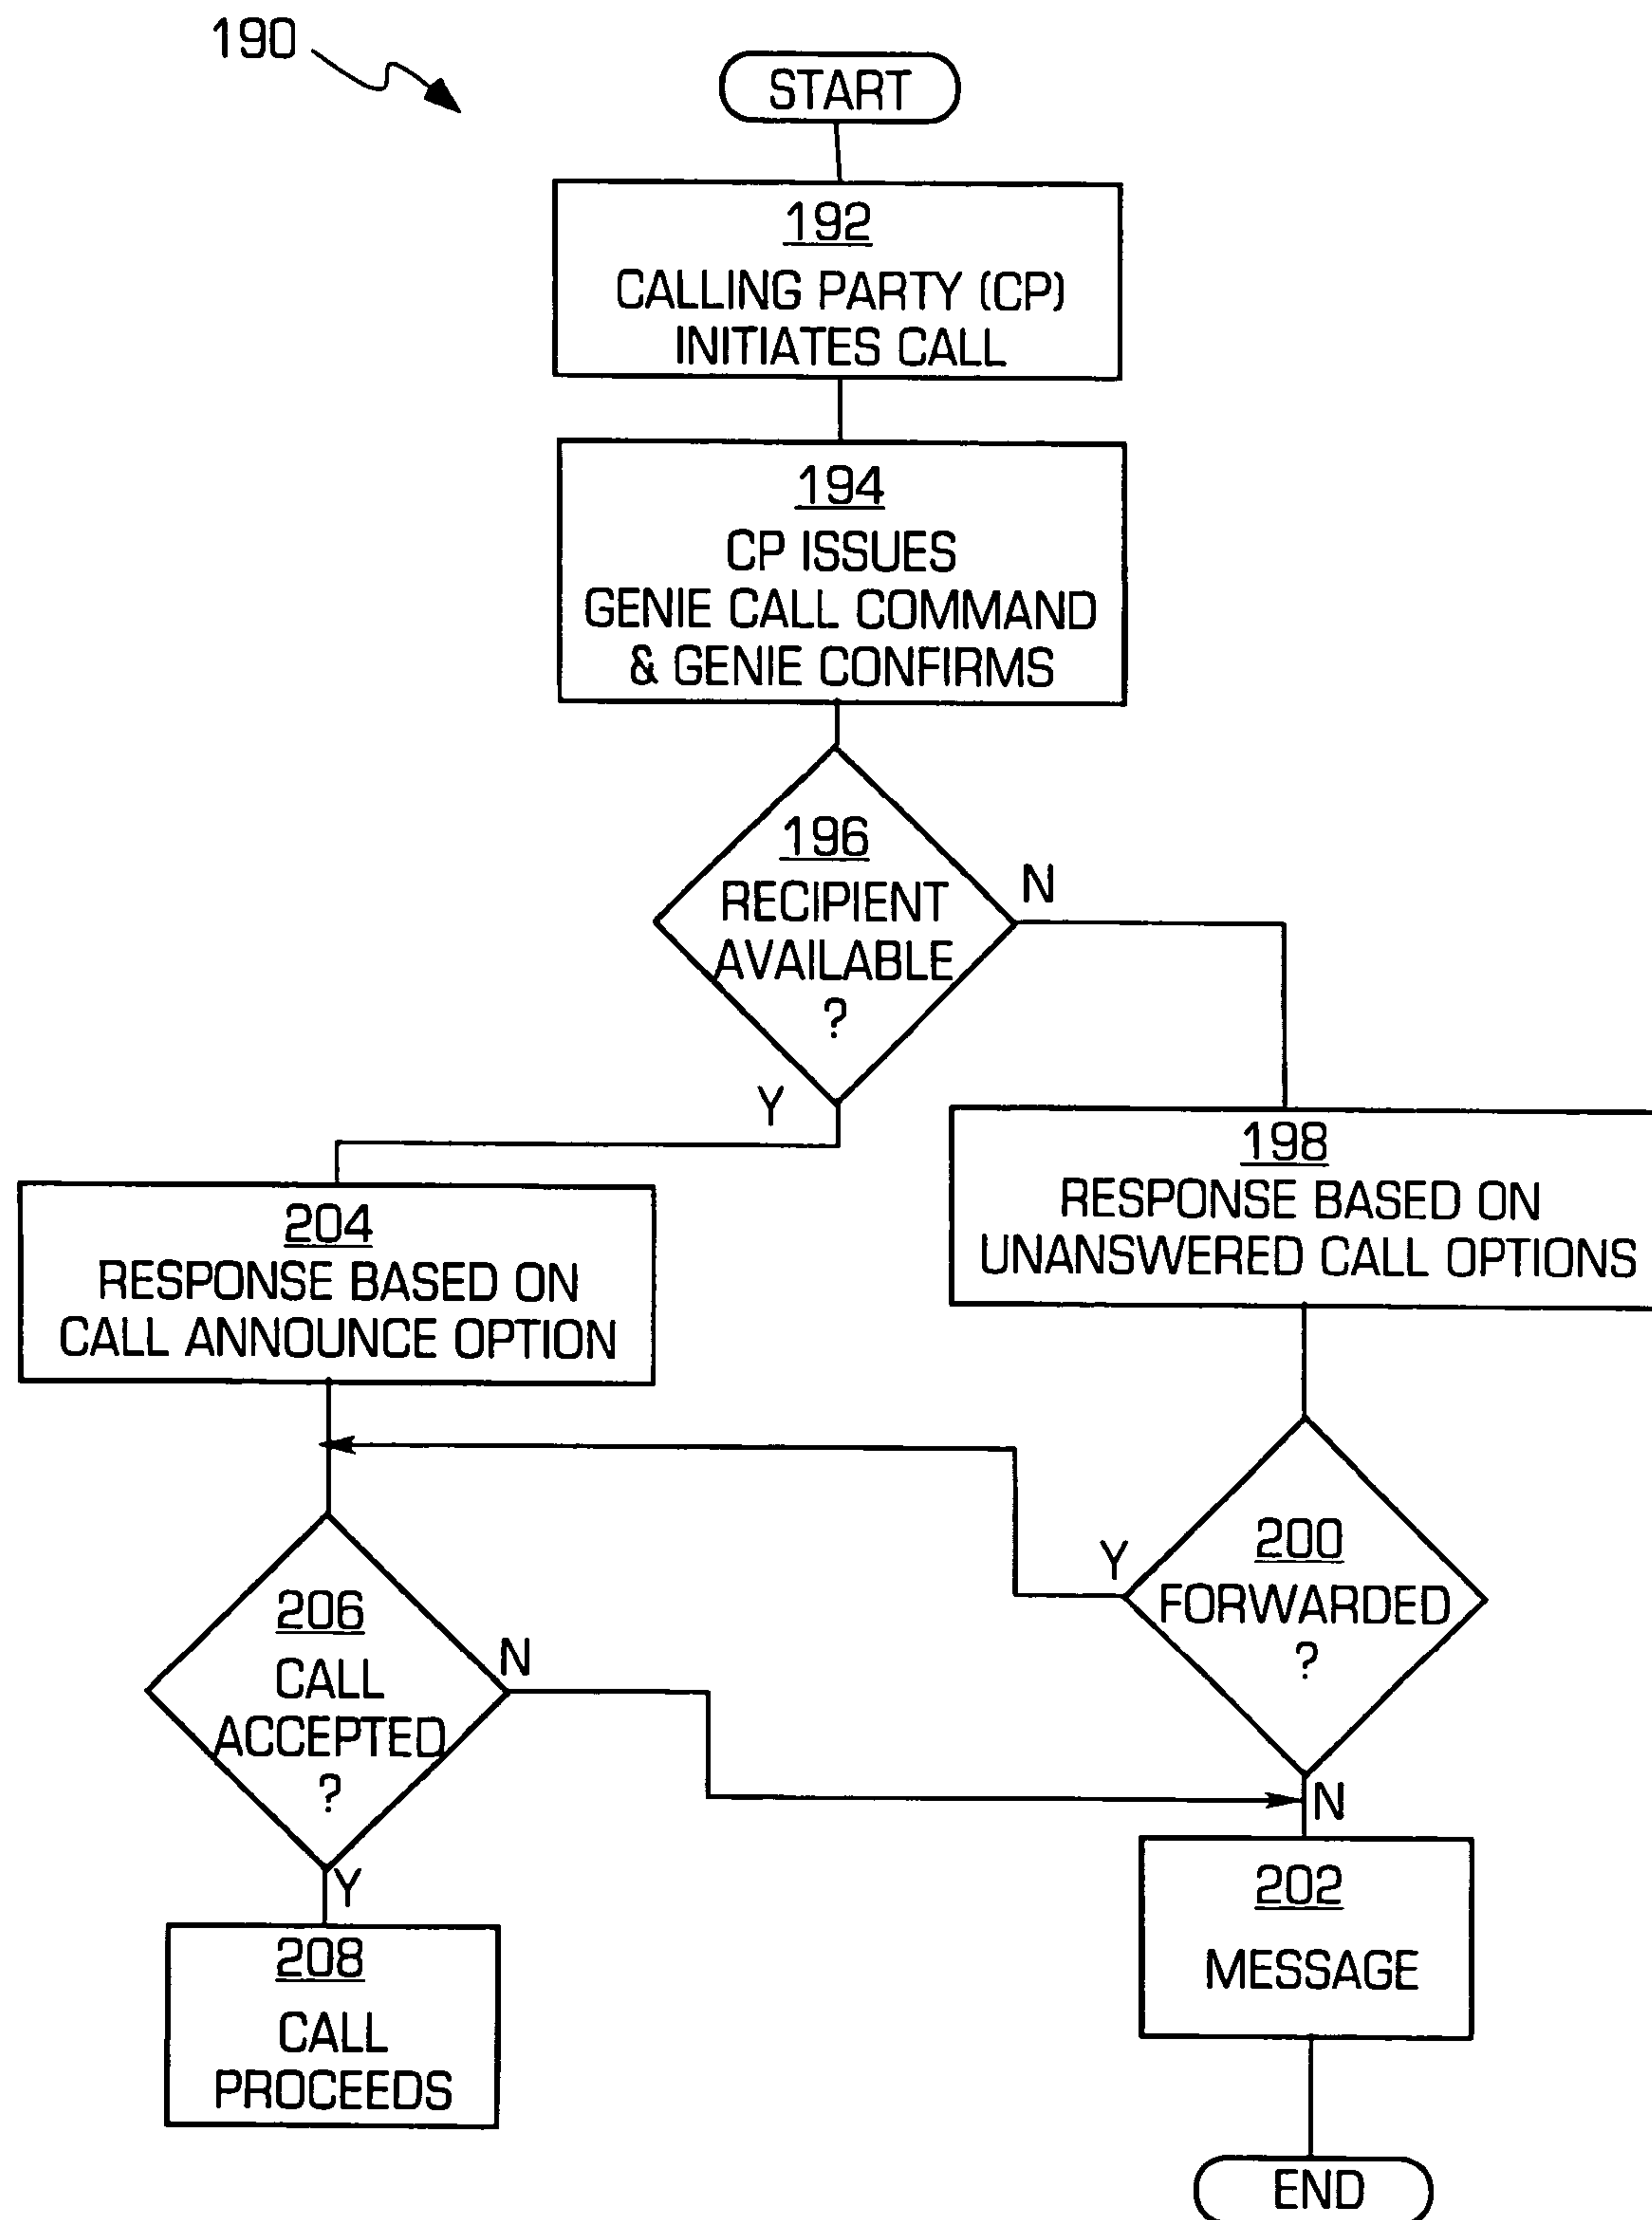 190
START
192
CALLING PARTY (CP)
INITIATES CALL
194
CP ISSUES
GENIE CALL COMMAND
& GENIE CONFIRMS
196
RECIPIENT
AVAILABLE
?
N
Y
198
RESPONSE BASED ON
UNANSWERED CALL OPTIONS
204
RESPONSE BASED ON
CALL ANNOUNCE OPTION
200
FORWARDED
?
Y
N
206
CALL
ACCEPTED
?
N
Y
202
MESSAGE
208
CALL
PROCEEDS
END